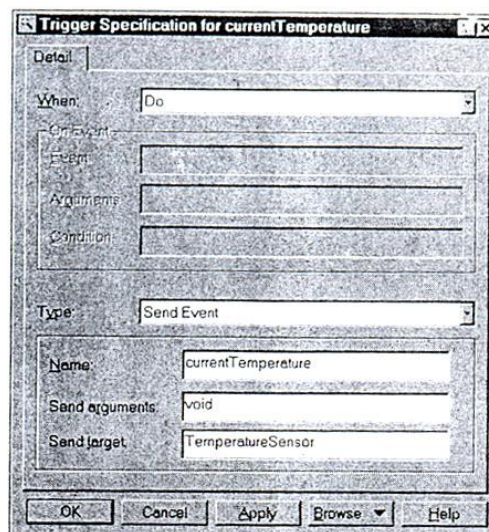 Trigger Specification for currentTemperature
Detail
When: Do
On Events
Event:
Arguments:
Condition:
Type: Send Event
Name: currentTemperature
Send arguments: void
Send target: TemperatureSensor
OK Cancel Apply Browse Help